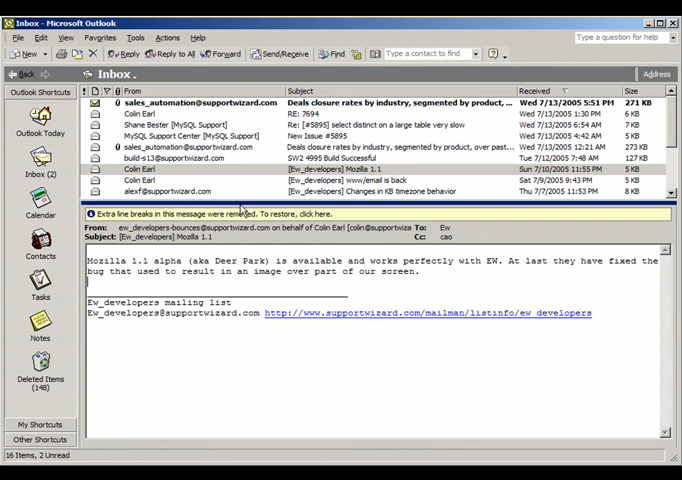 Inbox - Microsoft Outlook
File Edit View Favorites Tools Actions Help
Type a question for help
New Reply Reply to All Forward Send/Receive Find Type a contact to find
Back Inbox . Address
Outlook Shortcuts
Outlook Today
Inbox (2)
Calendar
Contacts
Tasks
Notes
Deleted Items
(148)
My Shortcuts
Other Shortcuts
From Subject Received Size
sales_automation@supportwizard.com Deals closure rates by industry, segmented by product, ... Wed 7/13/2005 5:51 PM 271 KB
Colin Earl RE: 7694 Wed 7/13/2005 1:30 PM 6 KB
Shane Bester [MySQL Support] Re: [#5895] select distinct on a large table very slow Wed 7/13/2005 6:54 AM 7 KB
MySQL Support Center [MySQL Support] New Issue #5895 Wed 7/13/2005 4:42 AM 5 KB
sales_automation@supportwizard.com Deals closure rates by industry, segmented by product, over past... Wed 7/13/2005 12:21 AM 273 KB
build-s13@supportwizard.com SW2 4995 Build Successful Tue 7/12/2005 7:48 AM 127 KB
Colin Earl [Ew_developers] Mozilla 1.1 Sun 7/10/2005 11:55 PM 5 KB
Colin Earl [Ew_developers] www/email is back Sat 7/9/2005 9:43 PM 5 KB
alexf@supportwizard.com [Ew_developers] Changes in KB timezone behavior Thu 7/7/2005 11:53 PM 8 KB
Extra line breaks in this message were removed. To restore, click here.
From: ew_developers-bounces@supportwizard.com on behalf of Colin Earl [colin@supportwiza To: Ew
Subject: [Ew_developers] Mozilla 1.1 Cc: cao
Mozilla 1.1 alpha (aka Deer Park) is available and works perfectly with EW. At last they have fixed the
bug that used to result in an image over part of our screen.
Ew_developers mailing list
Ew_developers@supportwizard.com http://www.supportwizard.com/mailman/listinfo/ew_developers
16 Items, 2 Unread